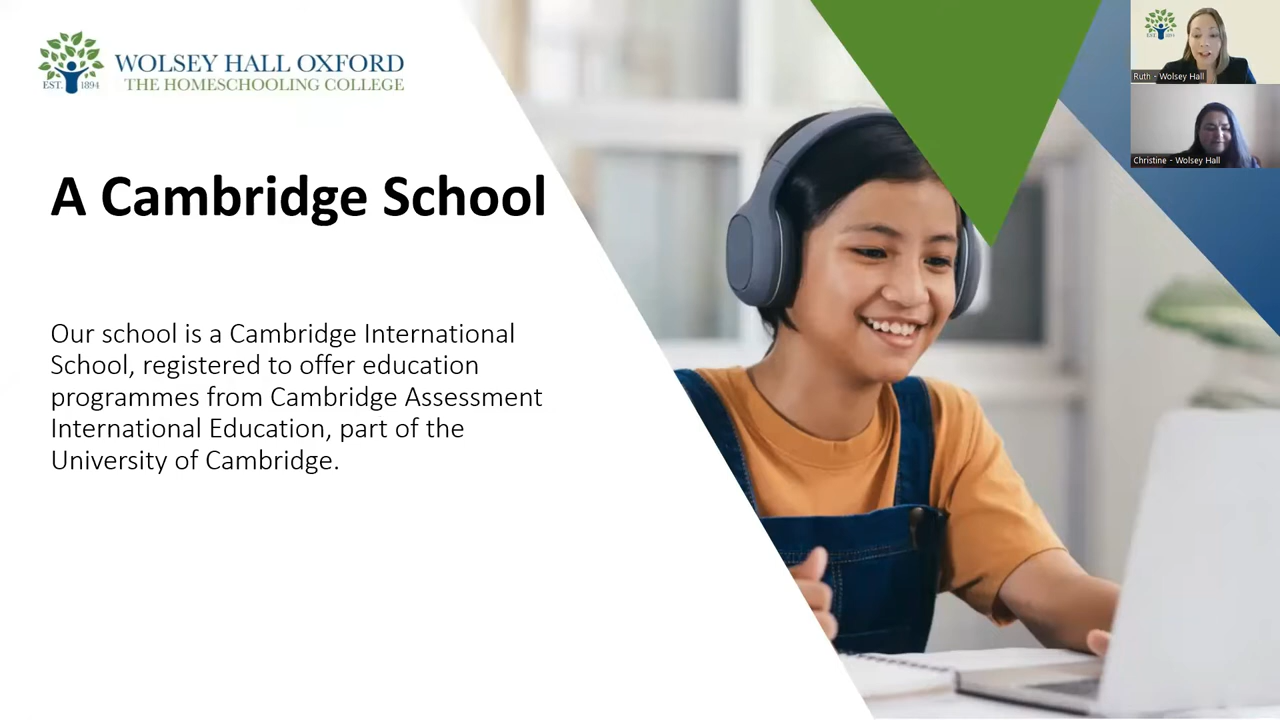 WOLSEY HALL OXFORD
EST. 1894 THE HOMESCHOOLING COLLEGE
A Cambridge School
Our school is a Cambridge International
School, registered to offer education
programmes from Cambridge Assessment
International Education, part of the
University of Cambridge.
Ruth - Wolsey Hall
Christine - Wolsey Hall